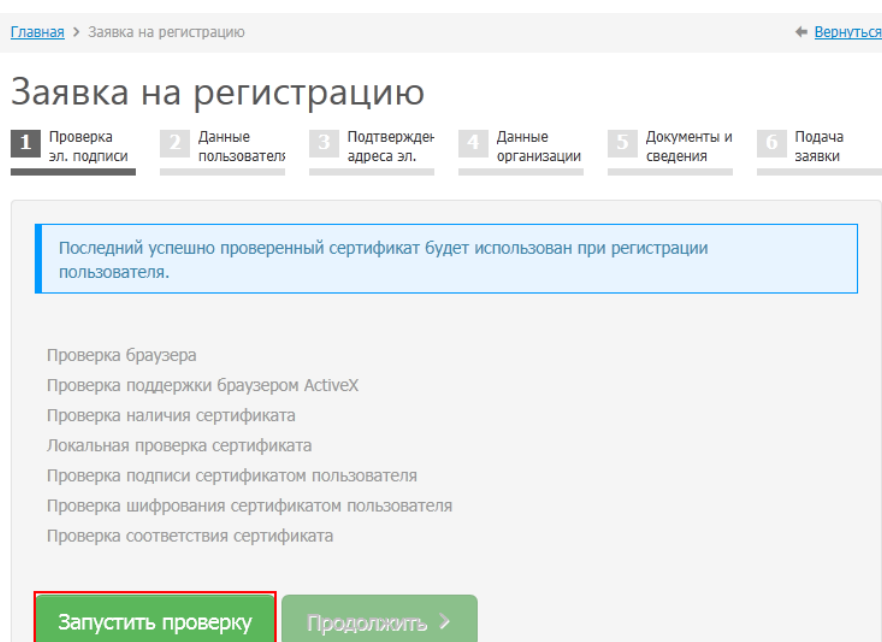 Главная > Заявка на регистрацию
Вернуться
Заявка на регистрацию
1 Проверка
эл. подписи
2 Данные
пользователя
3 Подтвержден
адреса эл.
4 Данные
организации
5 Документы и
сведения
6 Подача
заявки
Последний успешно проверенный сертификат будет использован при регистрации
пользователя.
Проверка браузера
Проверка поддержки браузером ActiveX
Проверка наличия сертификата
Локальная проверка сертификата
Проверка подписи сертификатом пользователя
Проверка шифрования сертификатом пользователя
Проверка соответствия сертификата
Запустить проверку
Продолжить >